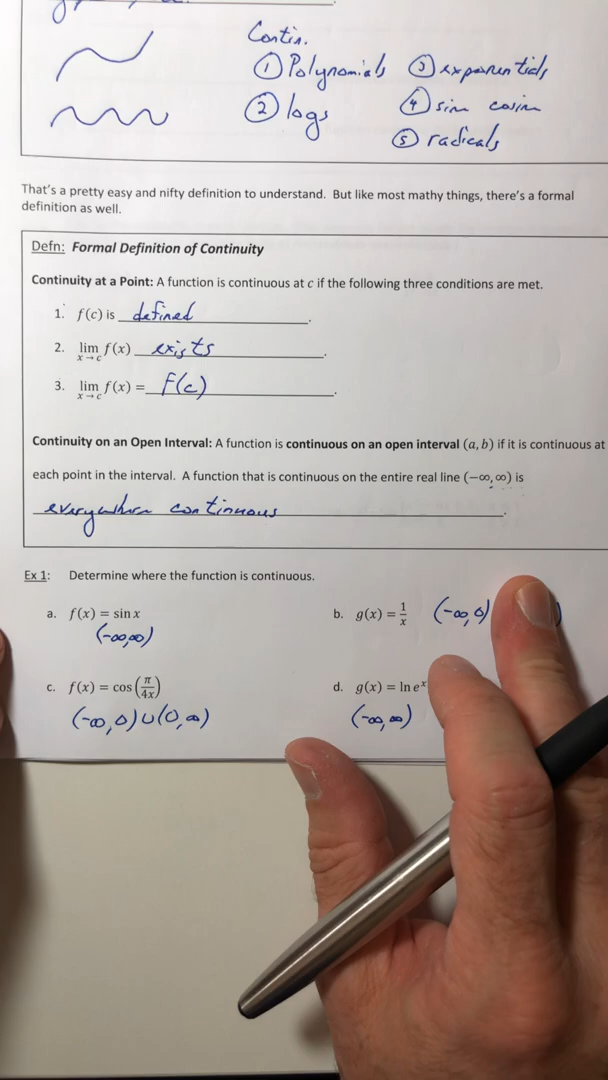 Contin.
① Polynomials ③ exponentials
② logs ④ sin cosin
⑤ radicals
That's a pretty easy and nifty definition to understand. But like most mathy things, there's a formal
definition as well.
Defn: Formal Definition of Continuity
Continuity at a Point: A function is continuous at c if the following three conditions are met.
1. f(c) is defined.
2. lim x→c f(x) exists.
3. lim x→c f(x) = f(c).
Continuity on an Open Interval: A function is continuous on an open interval (a, b) if it is continuous at
each point in the interval. A function that is continuous on the entire real line (−∞, ∞) is
everywhere continuous.
Ex 1: Determine where the function is continuous.
a. f(x) = sin x b. g(x) = 1/x (-∞, 0)
(-∞,∞)
c. f(x) = cos(π/4x) d. g(x) = ln eˣ
(-∞, 0) ∪ (0, ∞) (-∞, ∞)